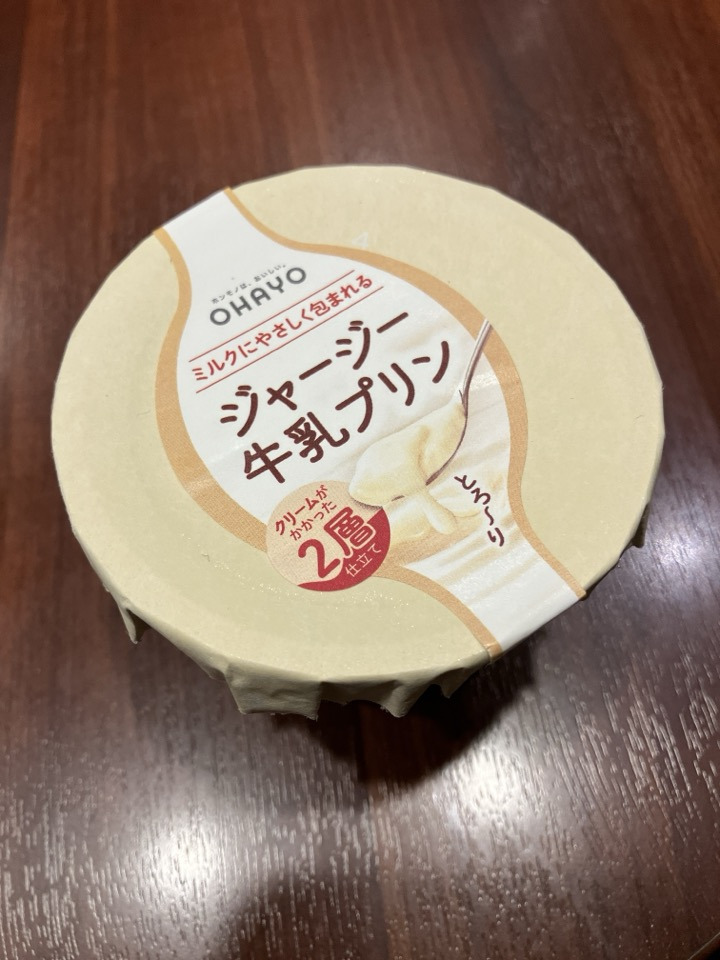 カンモノは、おいしい。
OHAYO
ミルクにやさしく包まれる
ジャージー
牛乳プリン
とろ〜り
クリームが
かかった
2層
仕立て